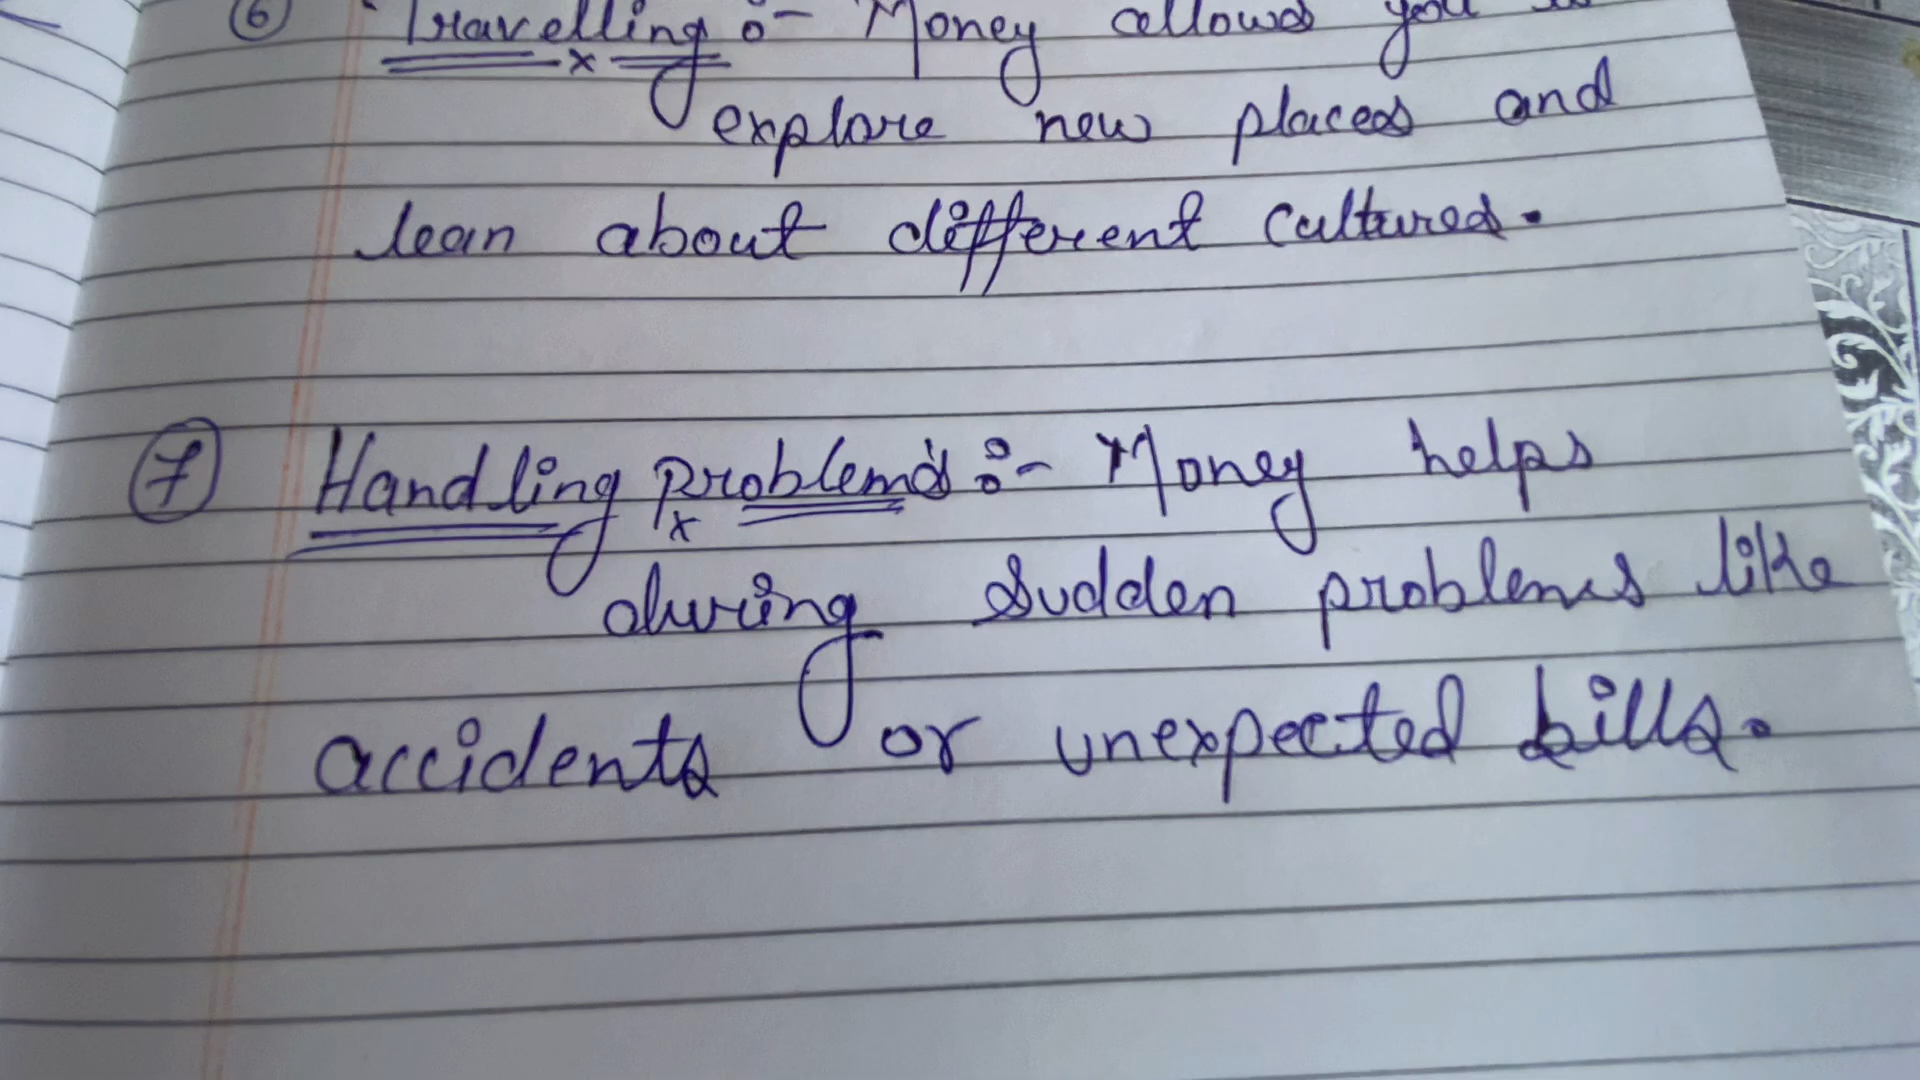 ⑥ Travelling :- Money allows you to
explore new places and
lean about different cultures.
⑦ Handling problems :- Money helps
during sudden problems like
accidents or unexpected bills.